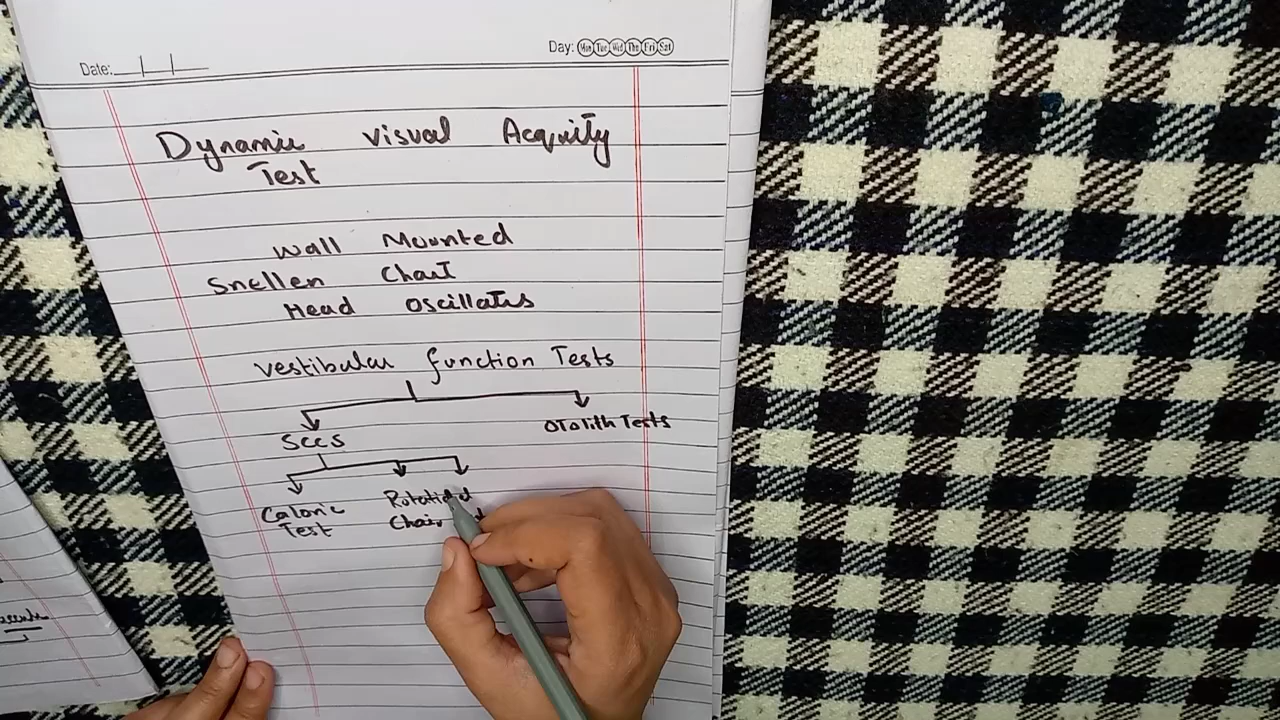 Date:
Day: Mon Tue Wed Thu Fri Sat
Dynamic visual Acquity
Test
Wall Mounted
Snellen Chart
Head Oscillates
Vestibular function Tests
SCCS
Otolith Tests
Caloric
Test
Rotational
Chair